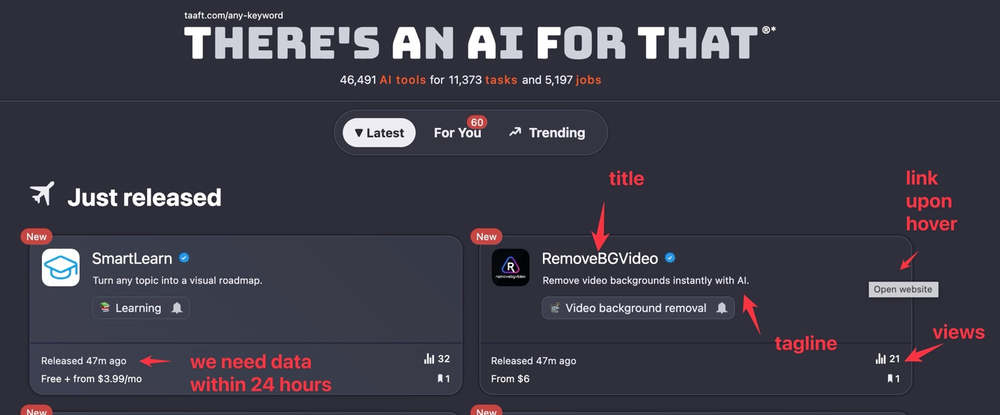 taaft.com/any-keyword
THERE'S AN AI FOR THAT®*
46,491 AI tools for 11,373 tasks and 5,197 jobs
▼ Latest
For You
60
Trending
title
link
upon
hover
Just released
New
SmartLearn
Turn any topic into a visual roadmap.
Learning
Released 47m ago
we need data
within 24 hours
32
Free + from $3.99/mo
1
New
RemoveBGVideo
R
removebgvideo
Remove video backgrounds instantly with AI.
Open website
Video background removal
tagline
views
Released 47m ago
21
From $6
1
New
New